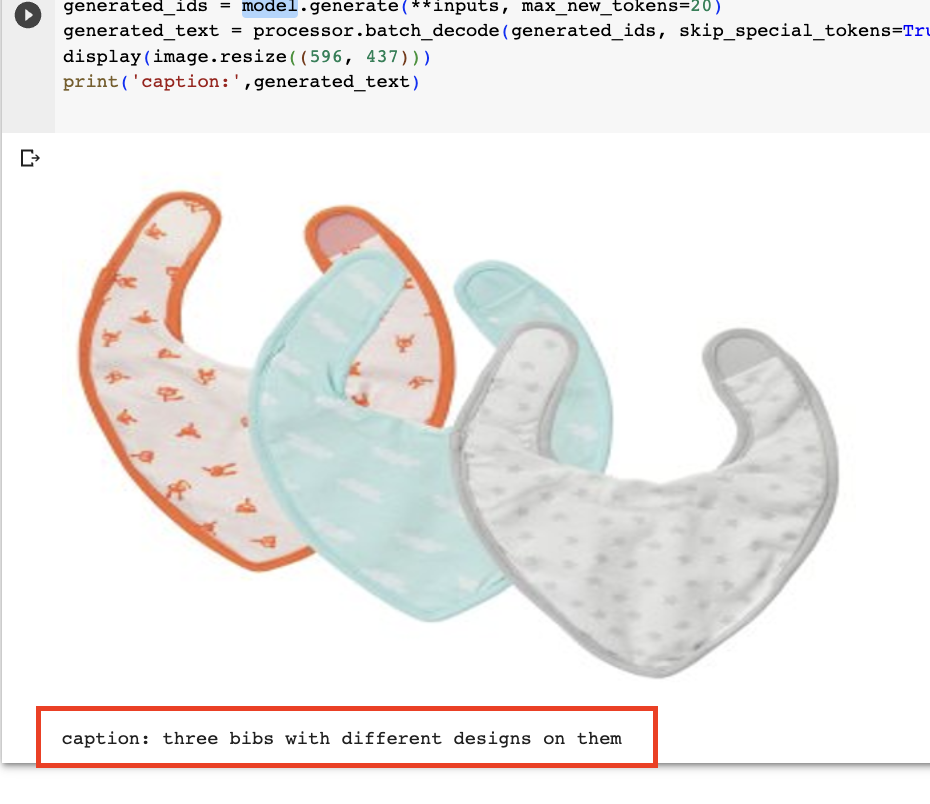 generated_ids = model.generate(**inputs, max_new_tokens=20)
generated_text = processor.batch_decode(generated_ids, skip_special_tokens=Tru
display(image.resize((596, 437)))
print('caption:',generated_text)
caption: three bibs with different designs on them